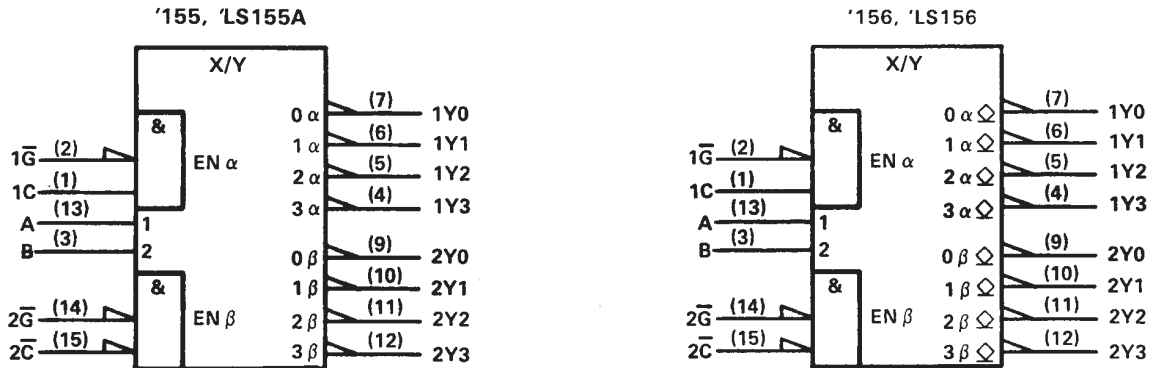 '155, 'LS155A
X/Y
&
EN α
1G̅ (2)
1C (1)
A (13) 1
B (3) 2
&
EN β
2G̅ (14)
2C̅ (15)
0 α (7) 1Y0
1 α (6) 1Y1
2 α (5) 1Y2
3 α (4) 1Y3
0 β (9) 2Y0
1 β (10) 2Y1
2 β (11) 2Y2
3 β (12) 2Y3
'156, 'LS156
X/Y
&
EN α
1G̅ (2)
1C (1)
A (13) 1
B (3) 2
&
EN β
2G̅ (14)
2C̅ (15)
0 α (7) 1Y0
1 α (6) 1Y1
2 α (5) 1Y2
3 α (4) 1Y3
0 β (9) 2Y0
1 β (10) 2Y1
2 β (11) 2Y2
3 β (12) 2Y3